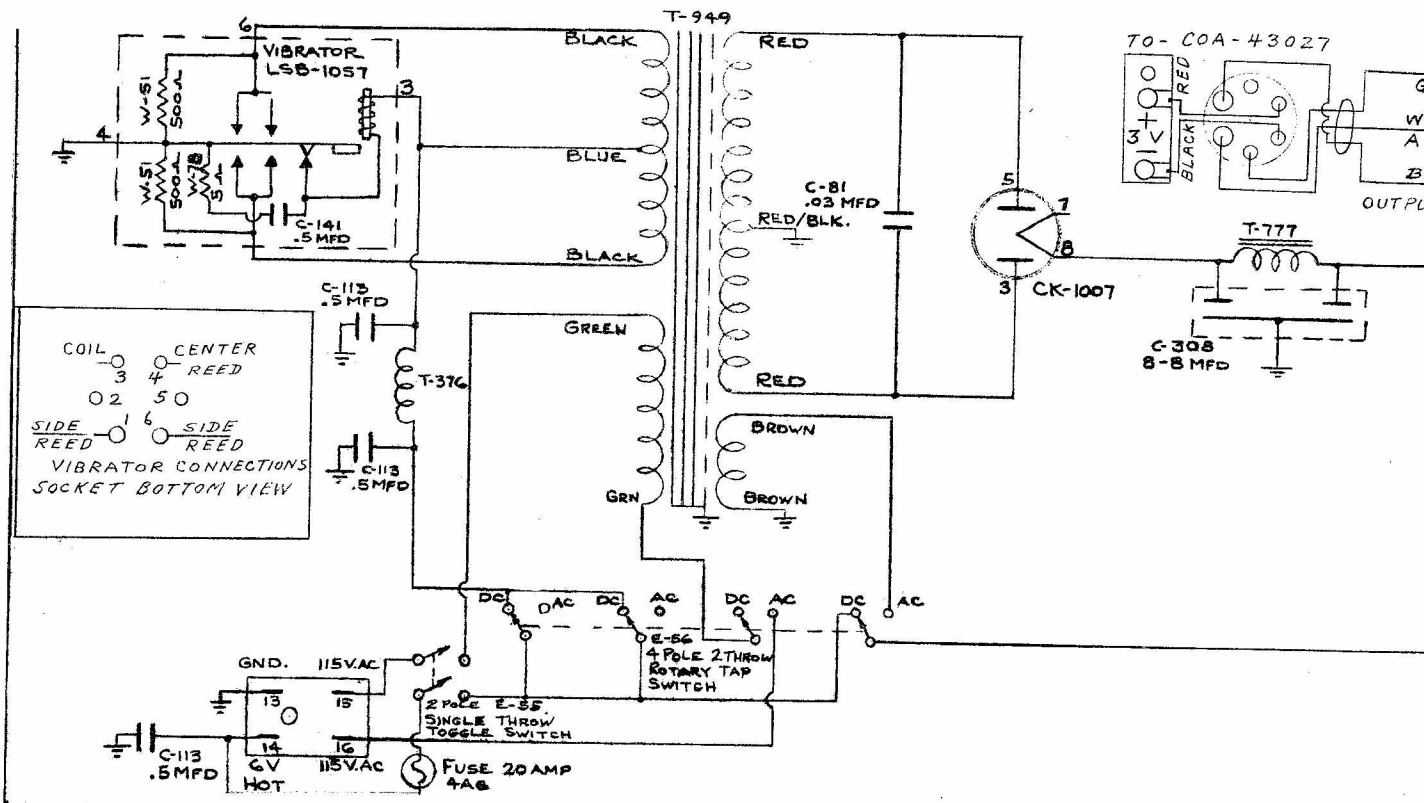 T-949
6
VIBRATOR
LSB-1057
W-51
500Ω
4
W-51
500Ω
W-78
5Ω
C-141
.5 MFD
3
BLACK
BLUE
BLACK
RED
RED/BLK.
RED
C-81
.03 MFD
5
7
8
3
CK-1007
TO- COA-43027
RED
+
3 V
-
BLACK
G
W
A
B
T-777
C-308
8-8 MFD
C-113
.5 MFD
T-376
C-113
.5 MFD
GREEN
GRN
BROWN
BROWN
COIL
3
4
CENTER
REED
2
5
SIDE
REED
1
6
SIDE
REED
VIBRATOR CONNECTIONS
SOCKET BOTTOM VIEW
DC
AC
DC
AC
DC
AC
DC
AC
E-56
4 POLE 2 THROW
ROTARY TAP
SWITCH
GND.
115V.AC
13
15
14
16
6V
HOT
115V.AC
C-113
.5 MFD
2 POLE E-55
SINGLE THROW
TOGGLE SWITCH
FUSE 20 AMP
4AG